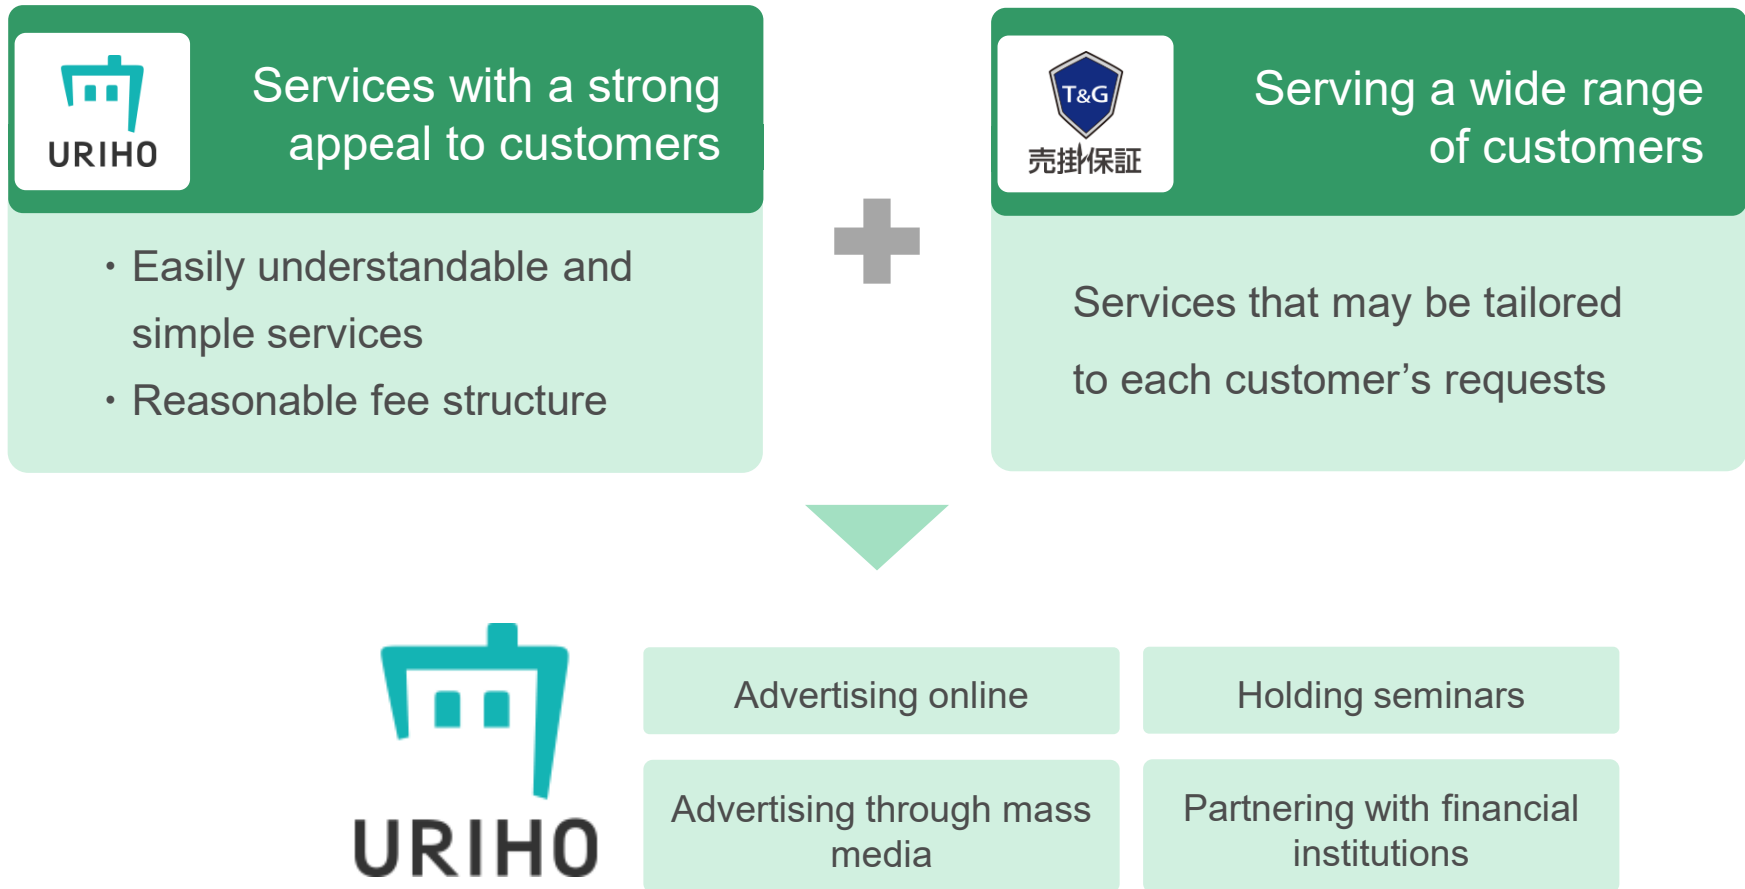 URIHO
Services with a strong
appeal to customers
・Easily understandable and
simple services
・Reasonable fee structure
T&G
売掛保証
Serving a wide range
of customers
Services that may be tailored
to each customer’s requests
URIHO
Advertising online
Holding seminars
Advertising through mass
media
Partnering with financial
institutions